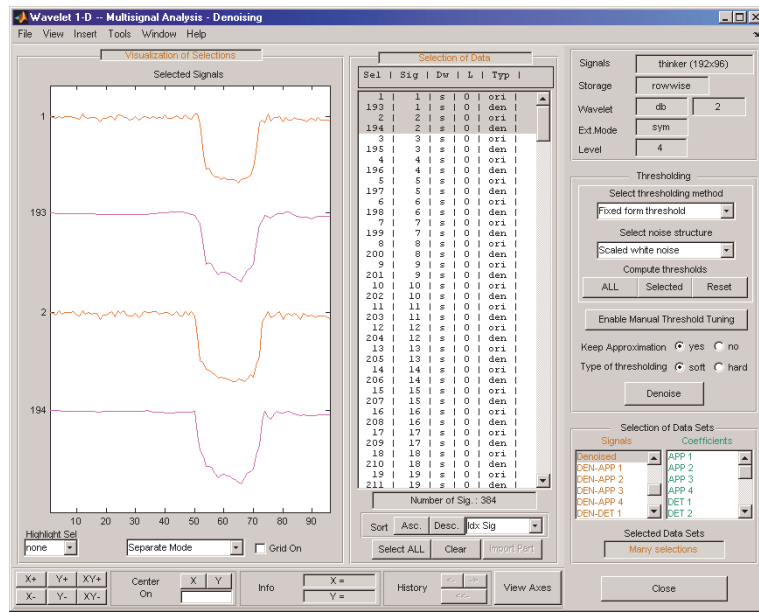 Wavelet 1-D -- Multisignal Analysis - Denoising
File View Insert Tools Window Help
Visualization of Selections
Selected Signals
1
193
2
194
10 20 30 40 50 60 70 80 90
Highlight Sel
none
Separate Mode
Grid On
Selection of Data
Sel | Sig | Dw | L | Typ |
1 | 1 | s | 0 | ori |
193 | 1 | s | 0 | den |
2 | 2 | s | 0 | ori |
194 | 2 | s | 0 | den |
3 | 3 | s | 0 | ori |
195 | 3 | s | 0 | den |
4 | 4 | s | 0 | ori |
196 | 4 | s | 0 | den |
5 | 5 | s | 0 | ori |
197 | 5 | s | 0 | den |
6 | 6 | s | 0 | ori |
198 | 6 | s | 0 | den |
7 | 7 | s | 0 | ori |
199 | 7 | s | 0 | den |
8 | 8 | s | 0 | ori |
200 | 8 | s | 0 | den |
9 | 9 | s | 0 | ori |
201 | 9 | s | 0 | den |
10 | 10 | s | 0 | ori |
202 | 10 | s | 0 | den |
11 | 11 | s | 0 | ori |
203 | 11 | s | 0 | den |
12 | 12 | s | 0 | ori |
204 | 12 | s | 0 | den |
13 | 13 | s | 0 | ori |
205 | 13 | s | 0 | den |
14 | 14 | s | 0 | ori |
206 | 14 | s | 0 | den |
15 | 15 | s | 0 | ori |
207 | 15 | s | 0 | den |
16 | 16 | s | 0 | ori |
208 | 16 | s | 0 | den |
17 | 17 | s | 0 | ori |
209 | 17 | s | 0 | den |
18 | 18 | s | 0 | ori |
210 | 18 | s | 0 | den |
19 | 19 | s | 0 | ori |
211 | 19 | s | 0 | den |
Number of Sig. : 384
Sort Asc. Desc. Idx Sig
Select ALL Clear Import Part
Signals thinker (192x96)
Storage rowwise
Wavelet db 2
Ext.Mode sym
Level 4
Thresholding
Select thresholding method
Fixed form threshold
Select noise structure
Scaled white noise
Compute thresholds
ALL Selected Reset
Enable Manual Threshold Tuning
Keep Approximation yes no
Type of thresholding soft hard
Denoise
Selection of Data Sets
Signals Coefficients
Denoised APP 1
DEN-APP 1 APP 2
DEN-APP 2 APP 3
DEN-APP 3 APP 4
DEN-APP 4 DET 1
DEN-DET 1 DET 2
Selected Data Sets
Many selections
X+ Y+ XY+
X- Y- XY-
Center On
X Y
Info
X =
Y =
History
<- ->
<<-
View Axes
Close